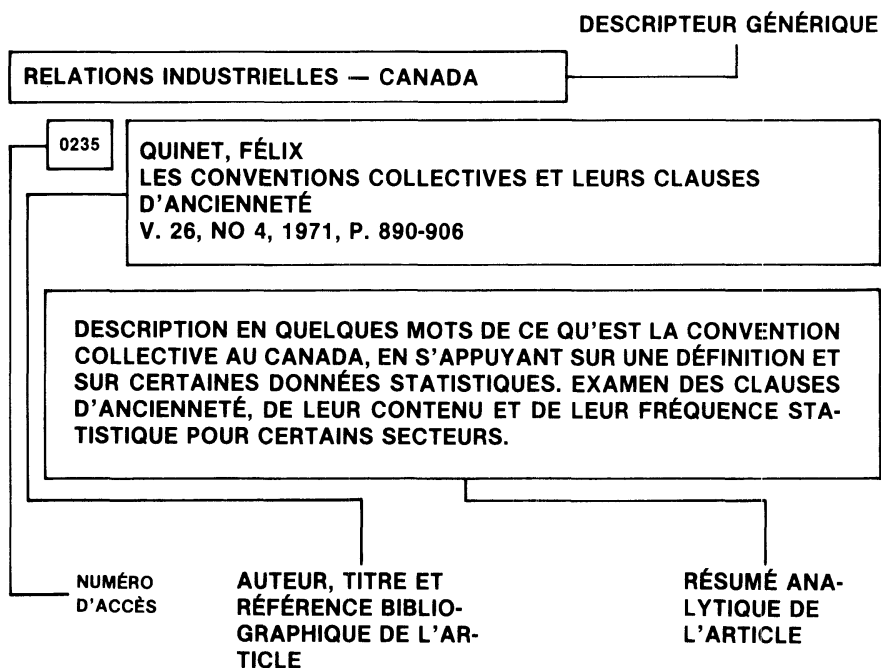 DESCRIPTEUR GÉNÉRIQUE
RELATIONS INDUSTRIELLES — CANADA
0235
QUINET, FÉLIX
LES CONVENTIONS COLLECTIVES ET LEURS CLAUSES
D'ANCIENNETÉ
V. 26, NO 4, 1971, P. 890-906
DESCRIPTION EN QUELQUES MOTS DE CE QU'EST LA CONVENTION
COLLECTIVE AU CANADA, EN S'APPUYANT SUR UNE DÉFINITION ET
SUR CERTAINES DONNÉES STATISTIQUES. EXAMEN DES CLAUSES
D'ANCIENNETÉ, DE LEUR CONTENU ET DE LEUR FRÉQUENCE STA-
TISTIQUE POUR CERTAINS SECTEURS.
NUMÉRO
D'ACCÈS
AUTEUR, TITRE ET
RÉFÉRENCE BIBLIO-
GRAPHIQUE DE L'AR-
TICLE
RÉSUMÉ ANA-
LYTIQUE DE
L'ARTICLE